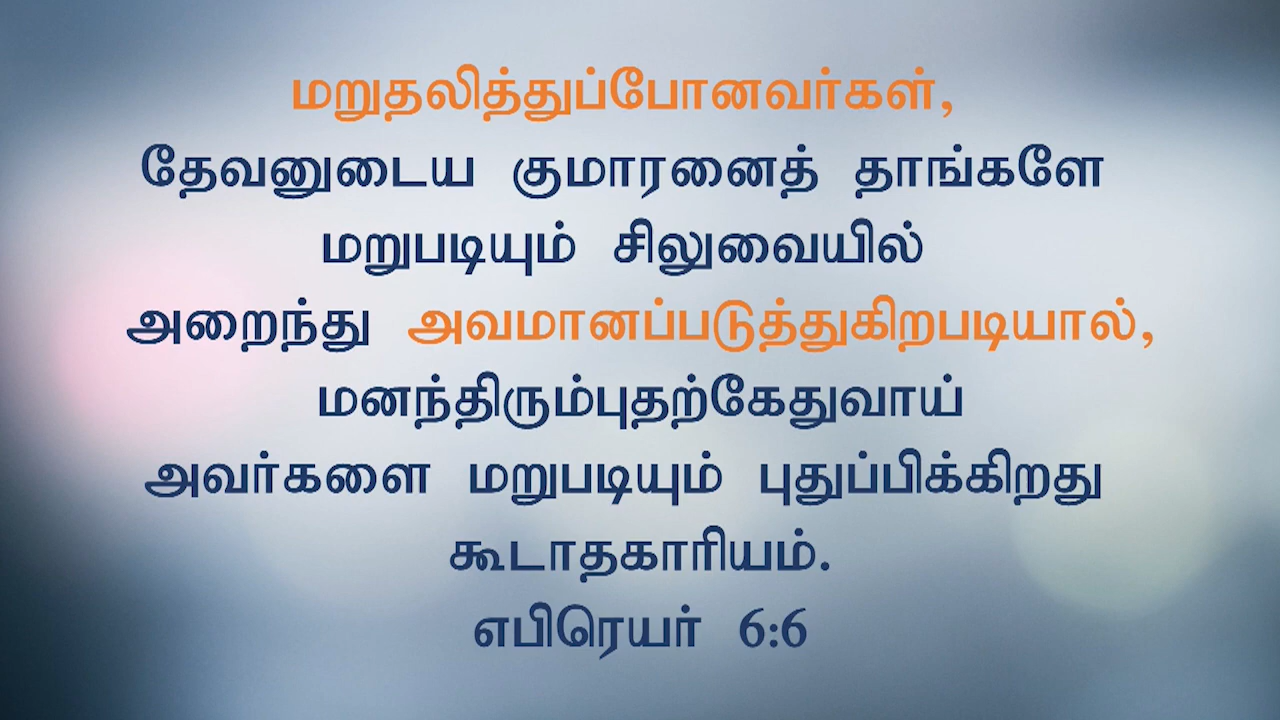 மறுதலித்துப்போனவர்கள்,
தேவனுடைய குமாரனைத் தாங்களே
மறுபடியும் சிலுவையில்
அறைந்து அவமானப்படுத்துகிறபடியால்,
மனந்திரும்புதற்கேதுவாய்
அவர்களை மறுபடியும் புதுப்பிக்கிறது
கூடாதகாரியம்.
எபிரெயர் 6:6